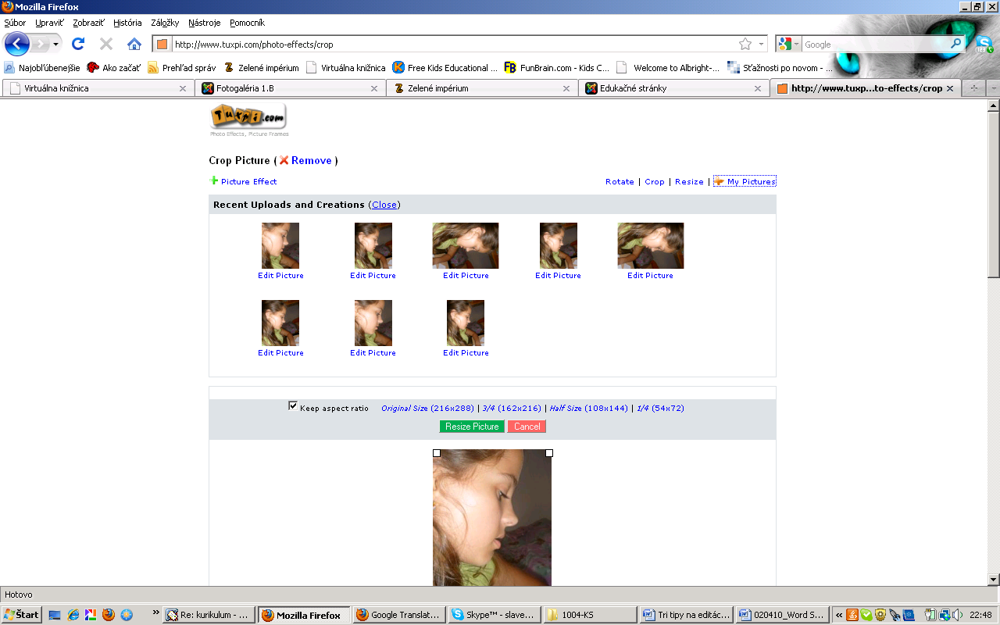 Mozilla Firefox
Súbor Upraviť Zobraziť História Záložky Nástroje Pomocník
http://www.tuxpi.com/photo-effects/crop Google
Najobľúbenejšie Ako začať Prehľad správ Zelené impérium Virtuálna knižnica Free Kids Educational ... FunBrain.com - Kids C... Welcome to Albright-... Sťažnosti po novom - ...
Virtuálna knižnica Fotogaléria 1.B Zelené impérium Edukačné stránky http://www.tuxp...to-effects/crop
Tuxpi.com
Photo Effects, Picture Frames
Crop Picture ( Remove )
Picture Effect Rotate | Crop | Resize | My Pictures
Recent Uploads and Creations (Close)
Edit Picture Edit Picture Edit Picture Edit Picture Edit Picture
Edit Picture Edit Picture Edit Picture
Keep aspect ratio Original Size (216x288) | 3/4 (162x216) | Half Size (108x144) | 1/4 (54x72)
Resize Picture Cancel
Hotovo
Štart » Re: kurikulum - ... Mozilla Firefox Google Translat... Skype™ - slave... 1004-KS Tri tipy na editác... 020410_Word S... « 22:48